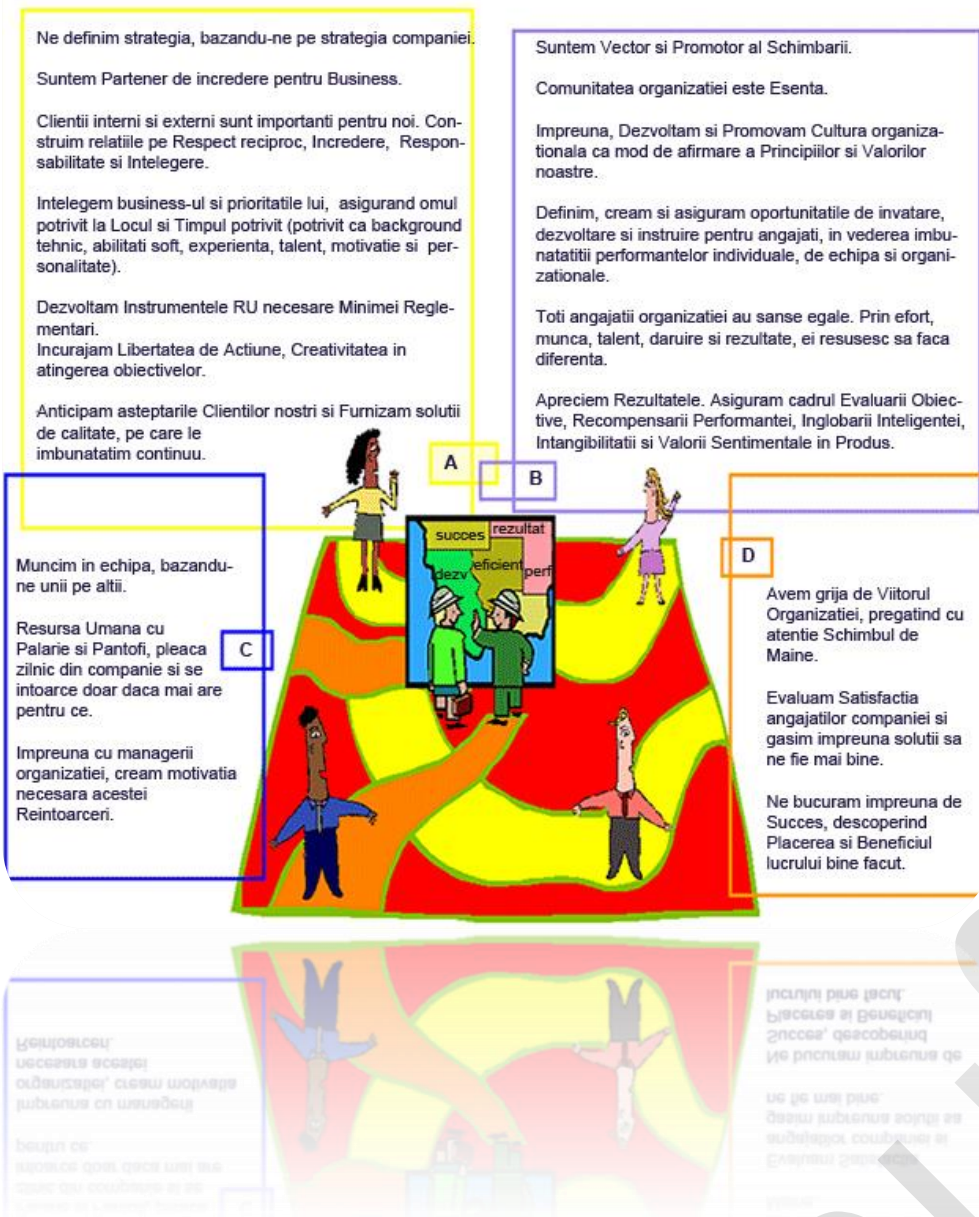 Ne definim strategia, bazandu-ne pe strategia companiei.
Suntem Partener de incredere pentru Business.
Clientii interni si externi sunt importanti pentru noi. Con-
struim relatiile pe Respect reciproc, Incredere, Respon-
sabilitate si Intelegere.
Intelegem business-ul si prioritatile lui, asigurand omul
potrivit la Locul si Timpul potrivit (potrivit ca background
tehnic, abilitati soft, experienta, talent, motivatie si per-
sonalitate).
Dezvoltam Instrumentele RU necesare Minimei Regle-
mentari.
Incurajam Libertatea de Actiune, Creativitatea in
atingerea obiectivelor.
Anticipam asteptarile Clientilor nostri si Furnizam solutii
de calitate, pe care le
imbunatatim continuu.
A
Suntem Vector si Promotor al Schimbarii.
Comunitatea organizatiei este Esenta.
Impreuna, Dezvoltam si Promovam Cultura organiza-
tionala ca mod de afirmare a Principiilor si Valorilor
noastre.
Definim, cream si asiguram oportunitatile de invatare,
dezvoltare si instruire pentru angajati, in vederea imbu-
natatitii performantelor individuale, de echipa si organi-
zationale.
Toti angajatii organizatiei au sanse egale. Prin efort,
munca, talent, daruire si rezultate, ei resusesc sa faca
diferenta.
Apreciem Rezultatele. Asiguram cadrul Evaluarii Obiec-
tive, Recompensarii Performantei, Inglobarii Inteligentei,
Intangibilitatii si Valorii Sentimentale in Produs.
B
succes
rezultat
dezv
eficient
perf
Muncim in echipa, bazandu-
ne unii pe altii.
Resursa Umana cu
Palarie si Pantofi, pleaca
zilnic din companie si se
intoarce doar daca mai are
pentru ce.
Impreuna cu managerii
organizatiei, cream motivatia
necesara acestei
Reintoarceri.
C
D
Avem grija de Viitorul
Organizatiei, pregatind cu
atentie Schimbul de
Maine.
Evaluam Satisfactia
angajatilor companiei si
gasim impreuna solutii sa
ne fie mai bine.
Ne bucuram impreuna de
Succes, descoperind
Placerea si Beneficiul
lucrului bine facut.